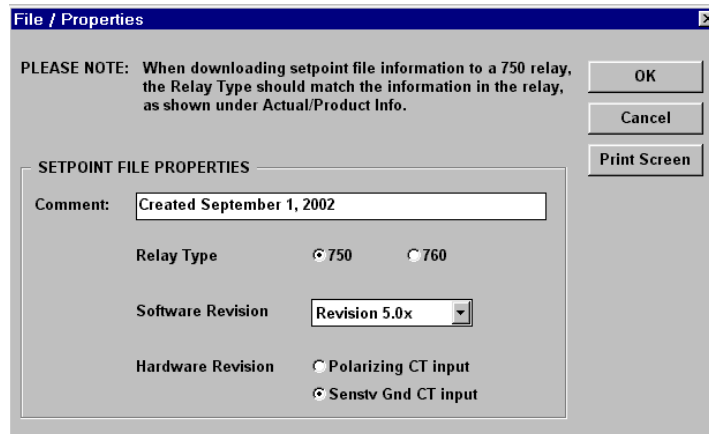 File / Properties
PLEASE NOTE: When downloading setpoint file information to a 750 relay,
the Relay Type should match the information in the relay,
as shown under Actual/Product Info.
OK
Cancel
Print Screen
SETPOINT FILE PROPERTIES
Comment: Created September 1, 2002
Relay Type 750 760
Software Revision Revision 5.0x
Hardware Revision Polarizing CT input
Senstv Gnd CT input